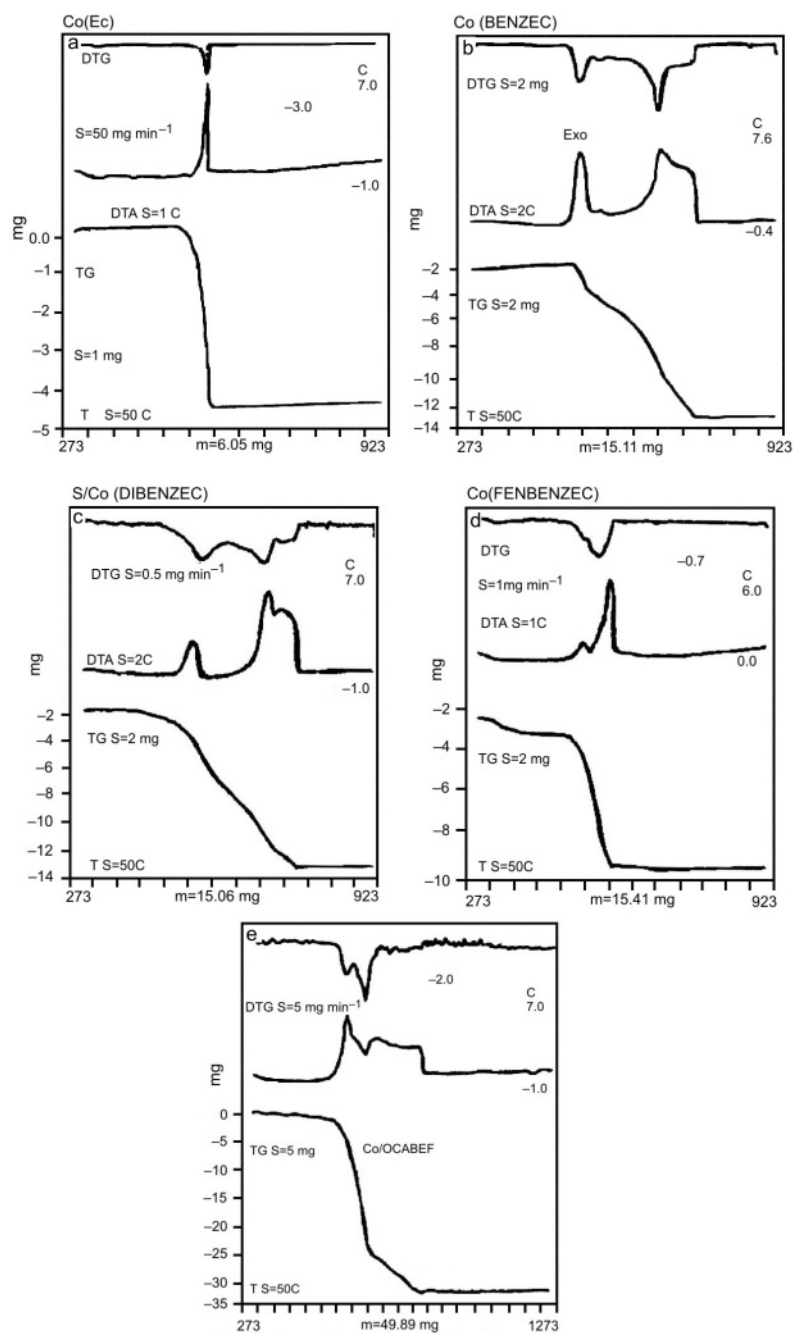 Co(Ec)
a
DTG
C
7.0
–3.0
S=50 mg min–1
–1.0
DTA S=1 C
mg
0.0
–1
TG
–2
–3
S=1 mg
–4
T S=50 C
–5
273
m=6.05 mg
923
Co (BENZEC)
b
DTG S=2 mg
C
7.6
Exo
DTA S=2C
–0.4
mg
–2
–4
TG S=2 mg
–6
–8
–10
–12
T S=50C
–14
273
m=15.11 mg
923
S/Co (DIBENZEC)
c
DTG S=0.5 mg min–1
C
7.0
DTA S=2C
–1.0
mg
–2
TG S=2 mg
–4
–6
–8
–10
–12
T S=50C
–14
273
m=15.06 mg
923
Co(FENBENZEC)
d
DTG
–0.7
C
6.0
S=1mg min–1
DTA S=1C
0.0
mg
–2
–4
TG S=2 mg
–6
–8
T S=50C
–10
273
m=15.41 mg
923
e
–2.0
C
7.0
DTG S=5 mg min–1
–1.0
mg
0
–5
TG S=5 mg
Co/OCABEF
–10
–15
–20
–25
–30
T S=50C
–35
273
m=49.89 mg
1273